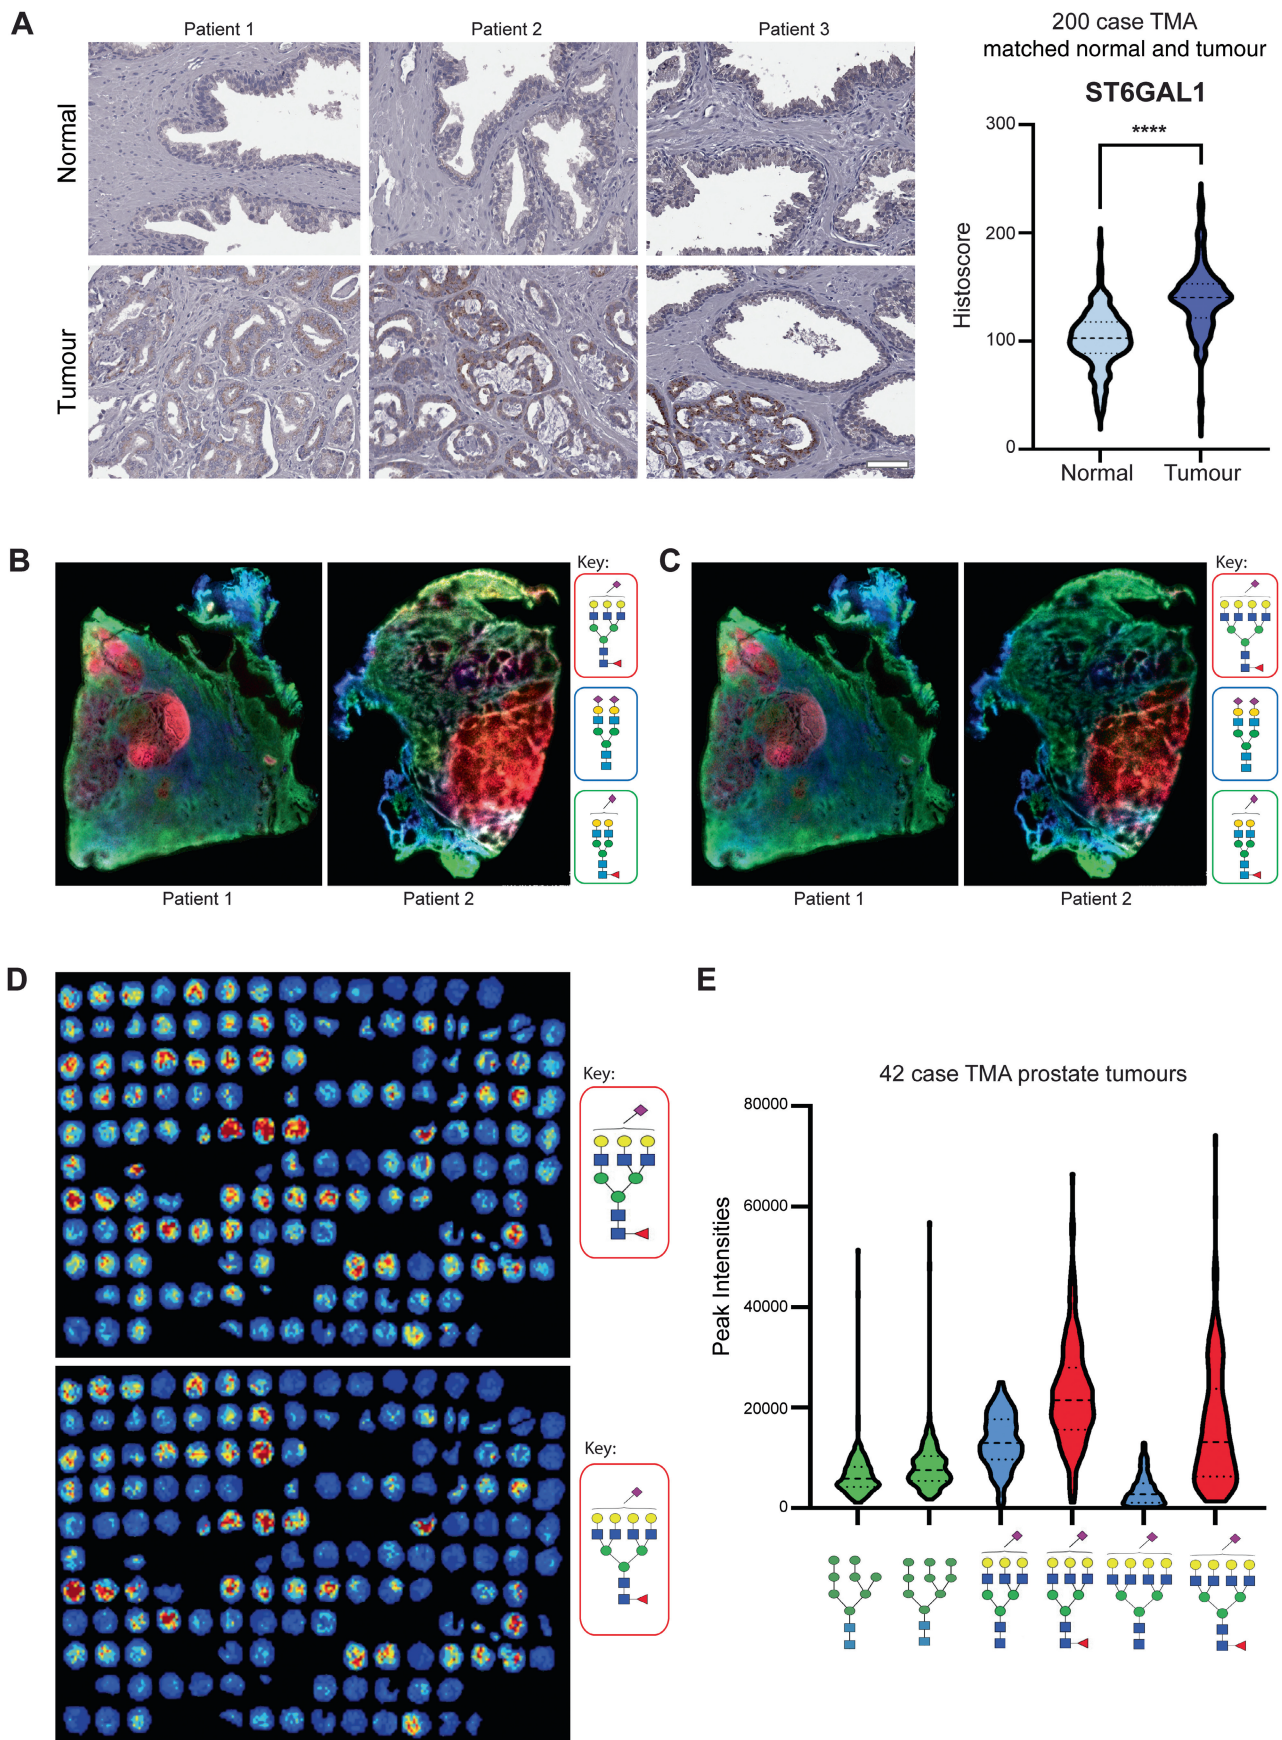 A
Patient 1
Patient 2
Patient 3
Normal
Tumour
200 case TMA
matched normal and tumour
ST6GAL1
****
300
200
100
0
Histoscore
Normal
Tumour
B
Key:
Patient 1
Patient 2
C
Key:
Patient 1
Patient 2
D
Key:
Key:
E
42 case TMA prostate tumours
80000
60000
40000
20000
0
Peak Intensities